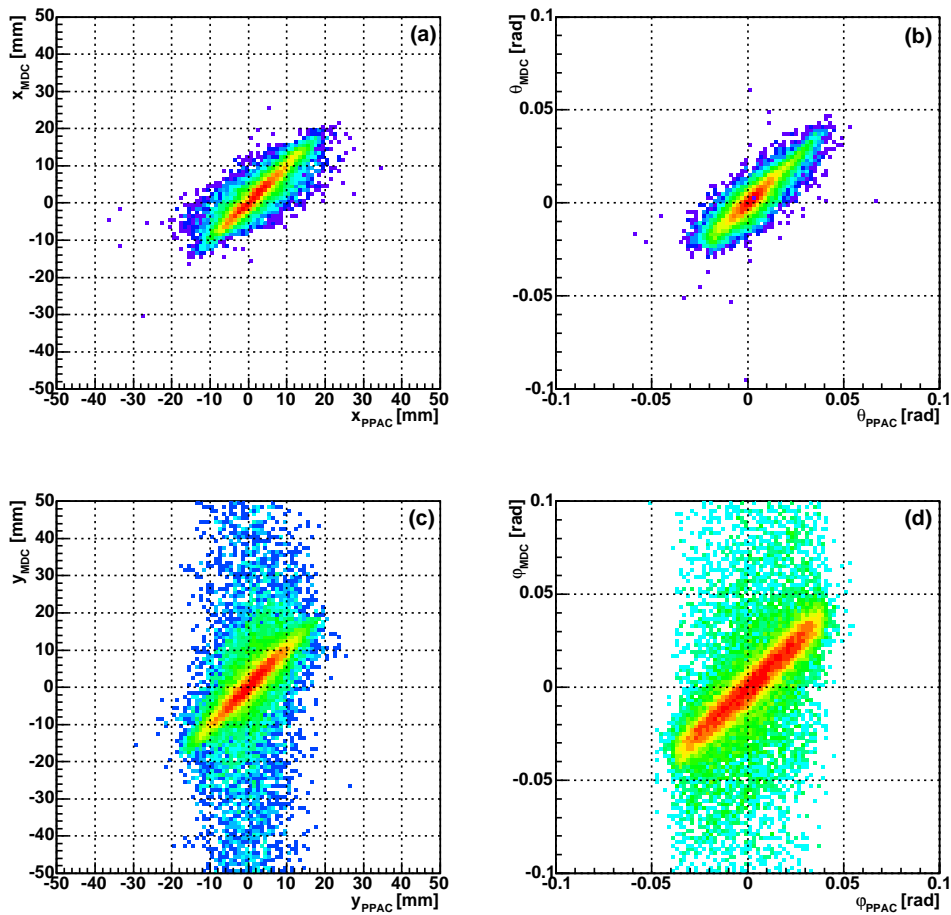 (a)
x_MDC [mm]
50
40
30
20
10
0
-10
-20
-30
-40
-50
-50 -40 -30 -20 -10 0 10 20 30 40 50
x_PPAC [mm]
(b)
θ_MDC [rad]
0.1
0.05
0
-0.05
-0.1
-0.1 -0.05 0 0.05 0.1
θ_PPAC [rad]
(c)
y_MDC [mm]
50
40
30
20
10
0
-10
-20
-30
-40
-50
-50 -40 -30 -20 -10 0 10 20 30 40 50
y_PPAC [mm]
(d)
φ_MDC [rad]
0.1
0.05
0
-0.05
-0.1
-0.1 -0.05 0 0.05 0.1
φ_PPAC [rad]